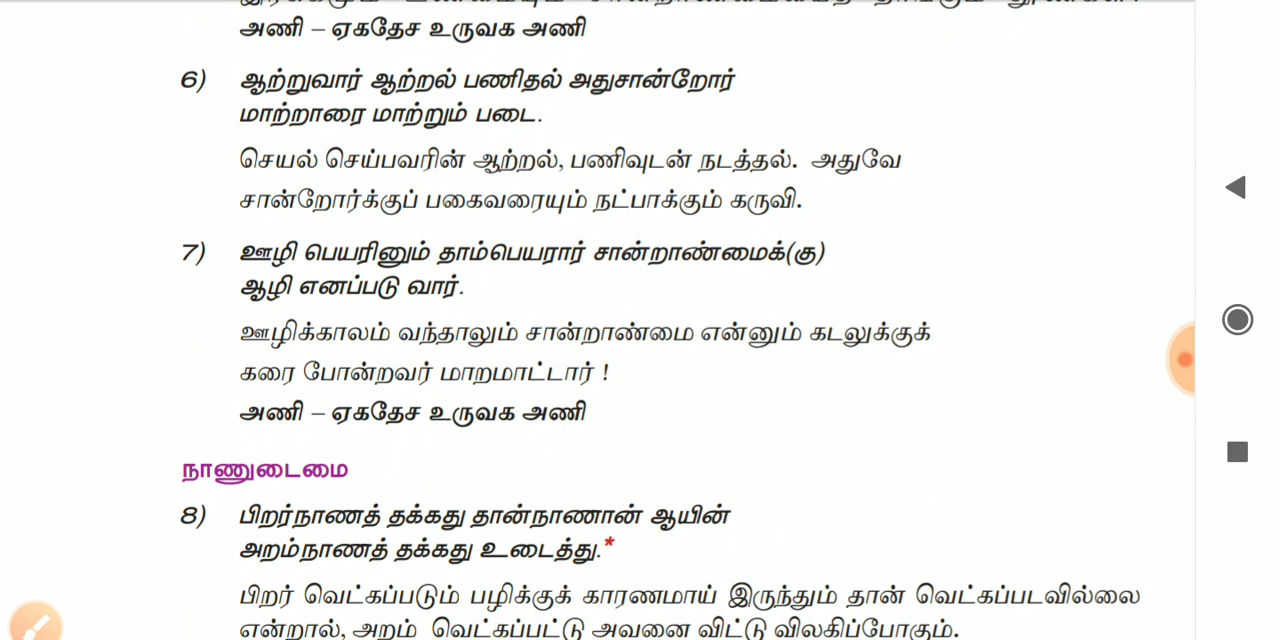 அணி – ஏகதேச உருவக அணி
6) ஆற்றுவார் ஆற்றல் பணிதல் அதுசான்றோர்
மாற்றாரை மாற்றும் படை.
செயல் செய்பவரின் ஆற்றல், பணிவுடன் நடத்தல். அதுவே
சான்றோர்க்குப் பகைவரையும் நட்பாக்கும் கருவி.
7) ஊழி பெயரினும் தாம்பெயரார் சான்றாண்மைக்(கு)
ஆழி எனப்படு வார்.
ஊழிக்காலம் வந்தாலும் சான்றாண்மை என்னும் கடலுக்குக்
கரை போன்றவர் மாறமாட்டார் !
அணி – ஏகதேச உருவக அணி
நாணுடைமை
8) பிறர்நாணத் தக்கது தான்நாணான் ஆயின்
அறம்நாணத் தக்கது உடைத்து.*
பிறர் வெட்கப்படும் பழிக்குக் காரணமாய் இருந்தும் தான் வெட்கப்படவில்லை
என்றால், அறம் வெட்கப்பட்டு அவனை விட்டு விலகிப்போகும்.